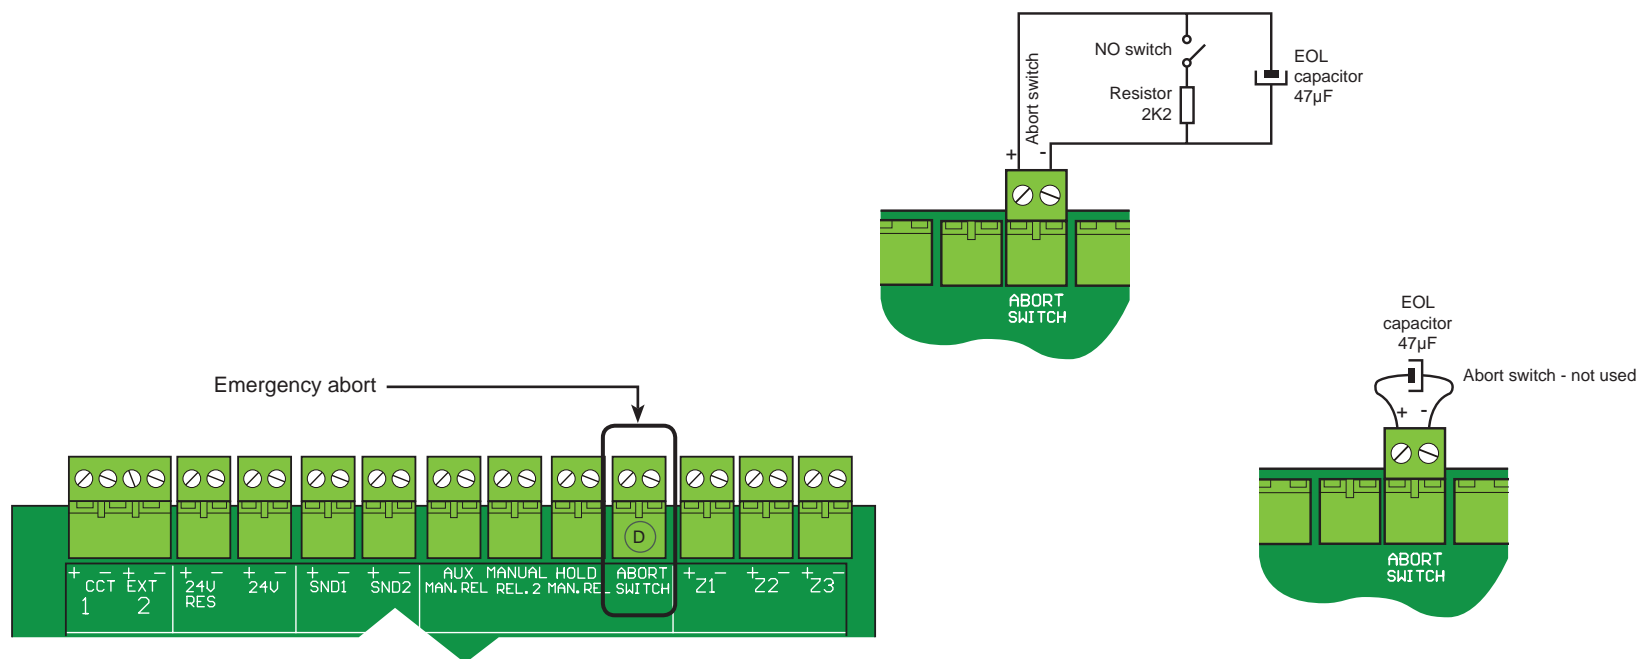 NO switch
EOL
capacitor
47µF
Resistor
2K2
Abort switch
+ -
ABORT
SWITCH
EOL
capacitor
47µF
Abort switch - not used
+ -
ABORT
SWITCH
Emergency abort
D
+ − + − + − + − + − + − AUX MANUAL HOLD ABORT + − + − + −
CCT EXT 24V 24V SND1 SND2 MAN.REL REL.2 MAN.REL SWITCH Z1 Z2 Z3
1 2 RES